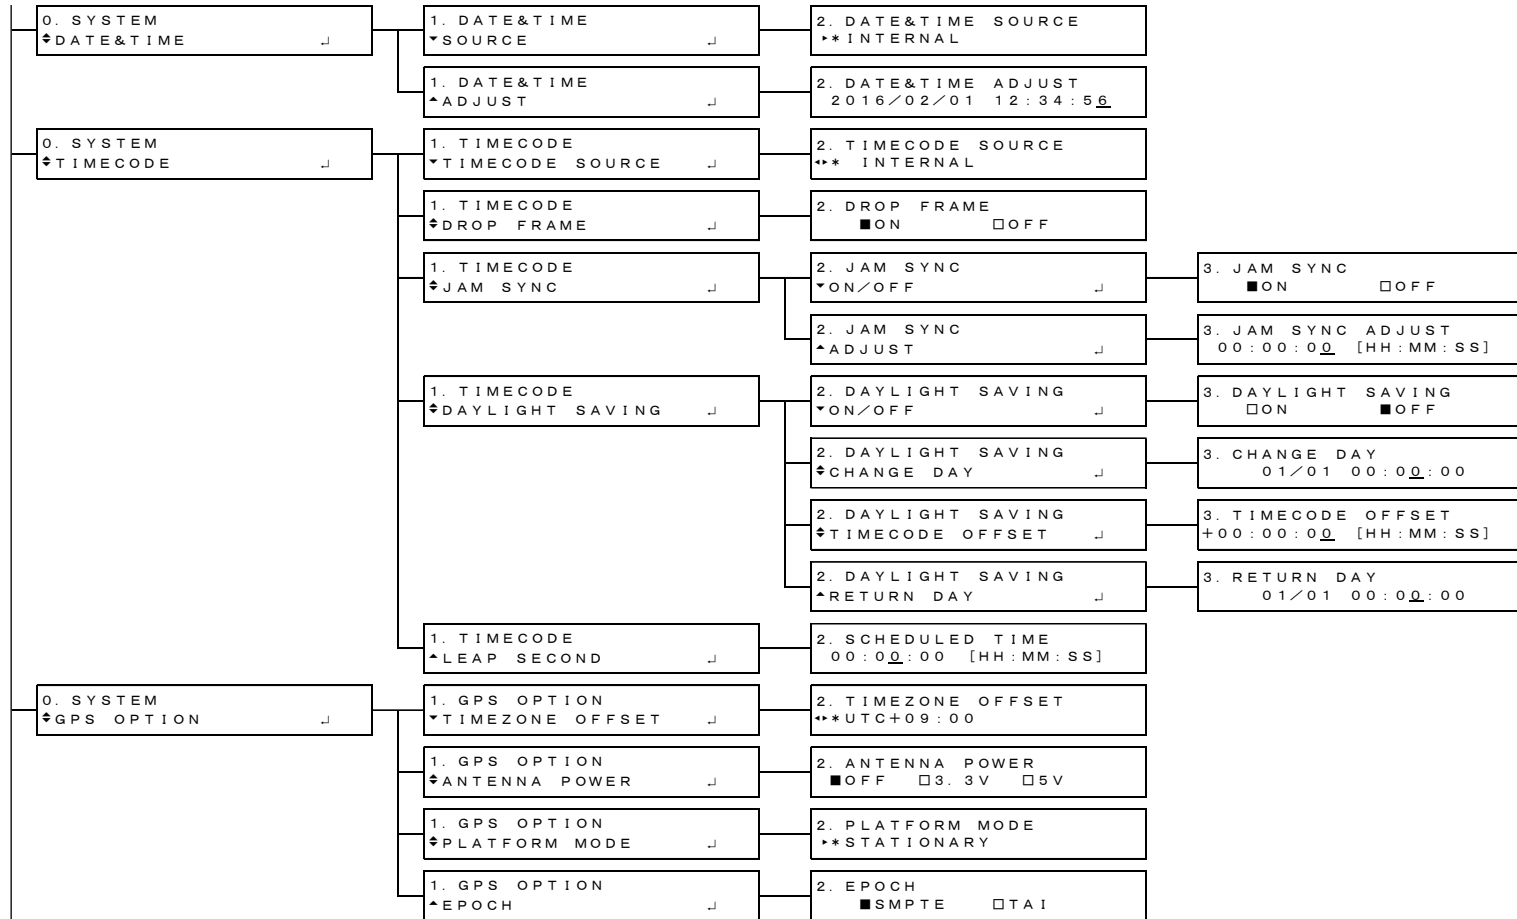 0. SYSTEM
DATE&TIME ↵
1. DATE&TIME
SOURCE ↵
2. DATE&TIME SOURCE
* INTERNAL
1. DATE&TIME
ADJUST ↵
2. DATE&TIME ADJUST
2016/02/01 12:34:56
0. SYSTEM
TIMECODE ↵
1. TIMECODE
TIMECODE SOURCE ↵
2. TIMECODE SOURCE
* INTERNAL
1. TIMECODE
DROP FRAME ↵
2. DROP FRAME
■ON □OFF
1. TIMECODE
JAM SYNC ↵
2. JAM SYNC
ON/OFF ↵
3. JAM SYNC
■ON □OFF
2. JAM SYNC
ADJUST ↵
3. JAM SYNC ADJUST
00:00:00 [HH:MM:SS]
1. TIMECODE
DAYLIGHT SAVING ↵
2. DAYLIGHT SAVING
ON/OFF ↵
3. DAYLIGHT SAVING
□ON ■OFF
2. DAYLIGHT SAVING
CHANGE DAY ↵
3. CHANGE DAY
01/01 00:00:00
2. DAYLIGHT SAVING
TIMECODE OFFSET ↵
3. TIMECODE OFFSET
+00:00:00 [HH:MM:SS]
2. DAYLIGHT SAVING
RETURN DAY ↵
3. RETURN DAY
01/01 00:00:00
1. TIMECODE
LEAP SECOND ↵
2. SCHEDULED TIME
00:00:00 [HH:MM:SS]
0. SYSTEM
GPS OPTION ↵
1. GPS OPTION
TIMEZONE OFFSET ↵
2. TIMEZONE OFFSET
*UTC+09:00
1. GPS OPTION
ANTENNA POWER ↵
2. ANTENNA POWER
■OFF □3.3V □5V
1. GPS OPTION
PLATFORM MODE ↵
2. PLATFORM MODE
*STATIONARY
1. GPS OPTION
EPOCH ↵
2. EPOCH
■SMPTE □TAI